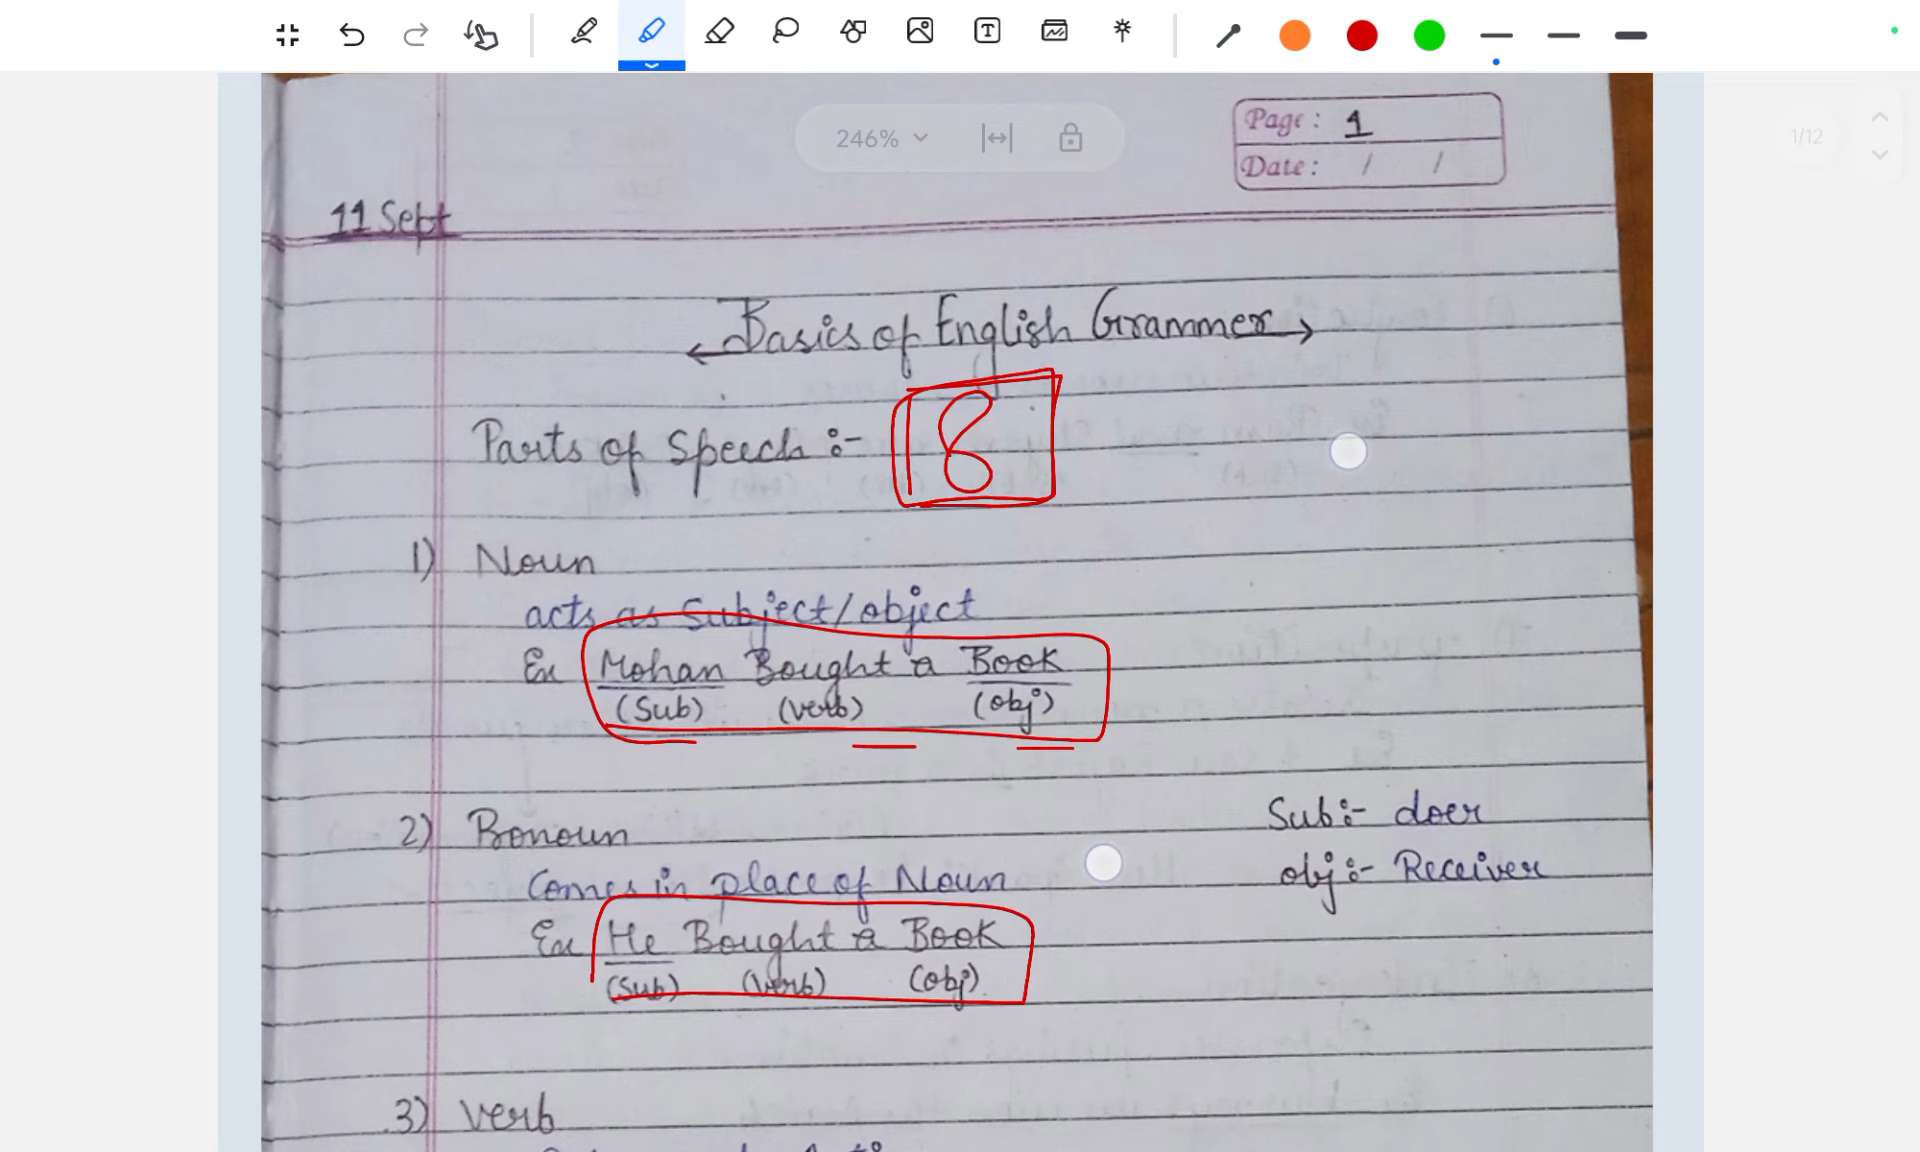 246%
1/12
Page: 1
Date: / /
11 Sept
Basics of English Grammer
Parts of Speech :- 8
1) Noun
acts as Subject/object
Ex Mohan Bought a Book
(Sub) (verb) (obj)
2) Pronoun
Sub:- doer
Comes in place of Noun
obj:- Receiver
Ex He Bought a Book
(Sub) (Verb) (obj)
3) Verb